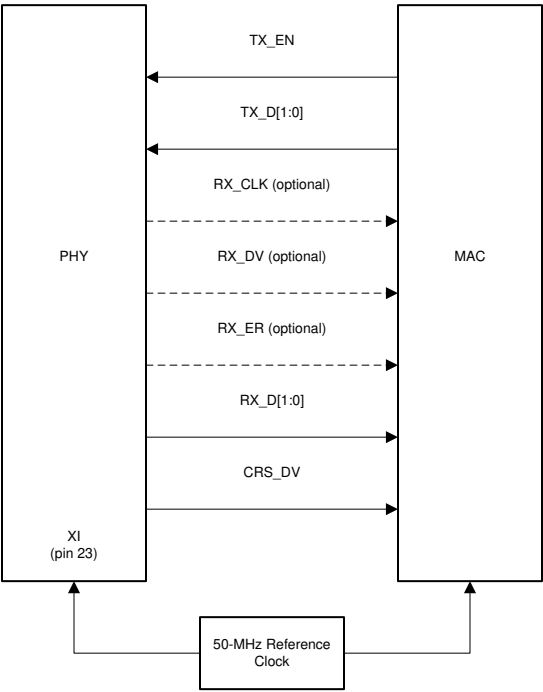 TX_EN
TX_D[1:0]
RX_CLK (optional)
PHY
RX_DV (optional)
MAC
RX_ER (optional)
RX_D[1:0]
CRS_DV
XI
(pin 23)
50-MHz Reference
Clock